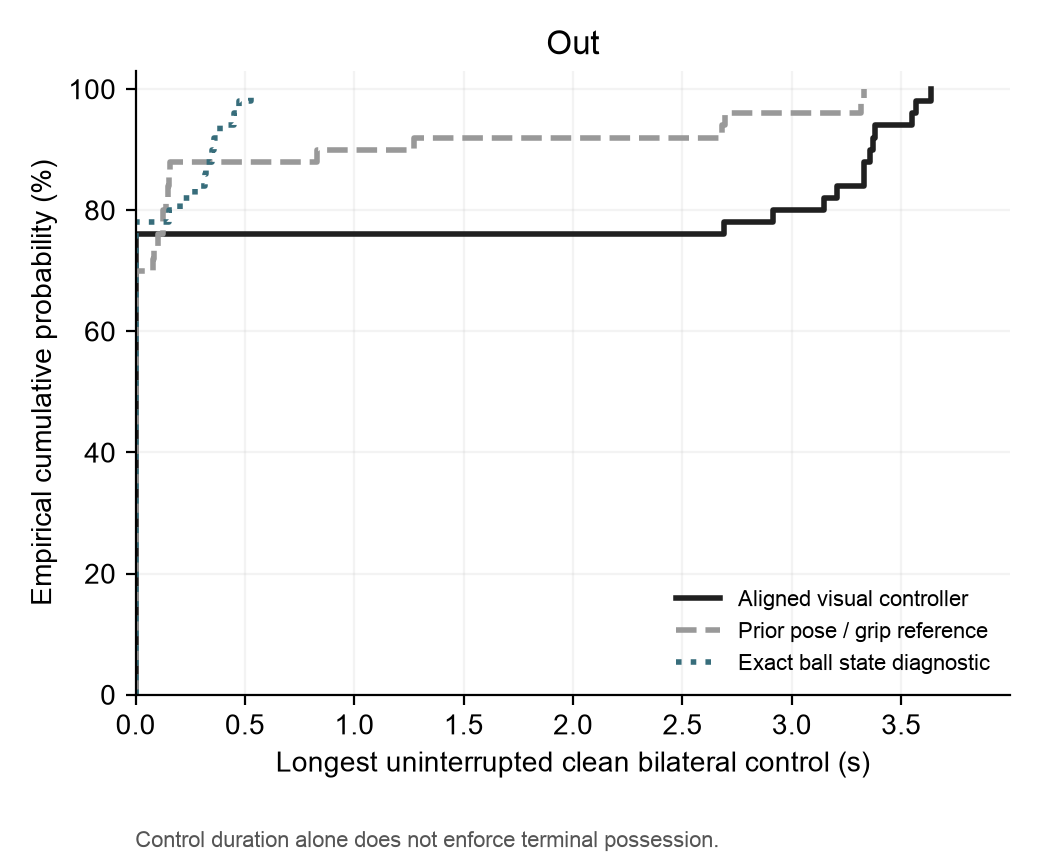 Out
Empirical cumulative probability (%)
100
80
60
40
20
0
0.0 0.5 1.0 1.5 2.0 2.5 3.0 3.5
Aligned visual controller
Prior pose / grip reference
Exact ball state diagnostic
Longest uninterrupted clean bilateral control (s)
Control duration alone does not enforce terminal possession.